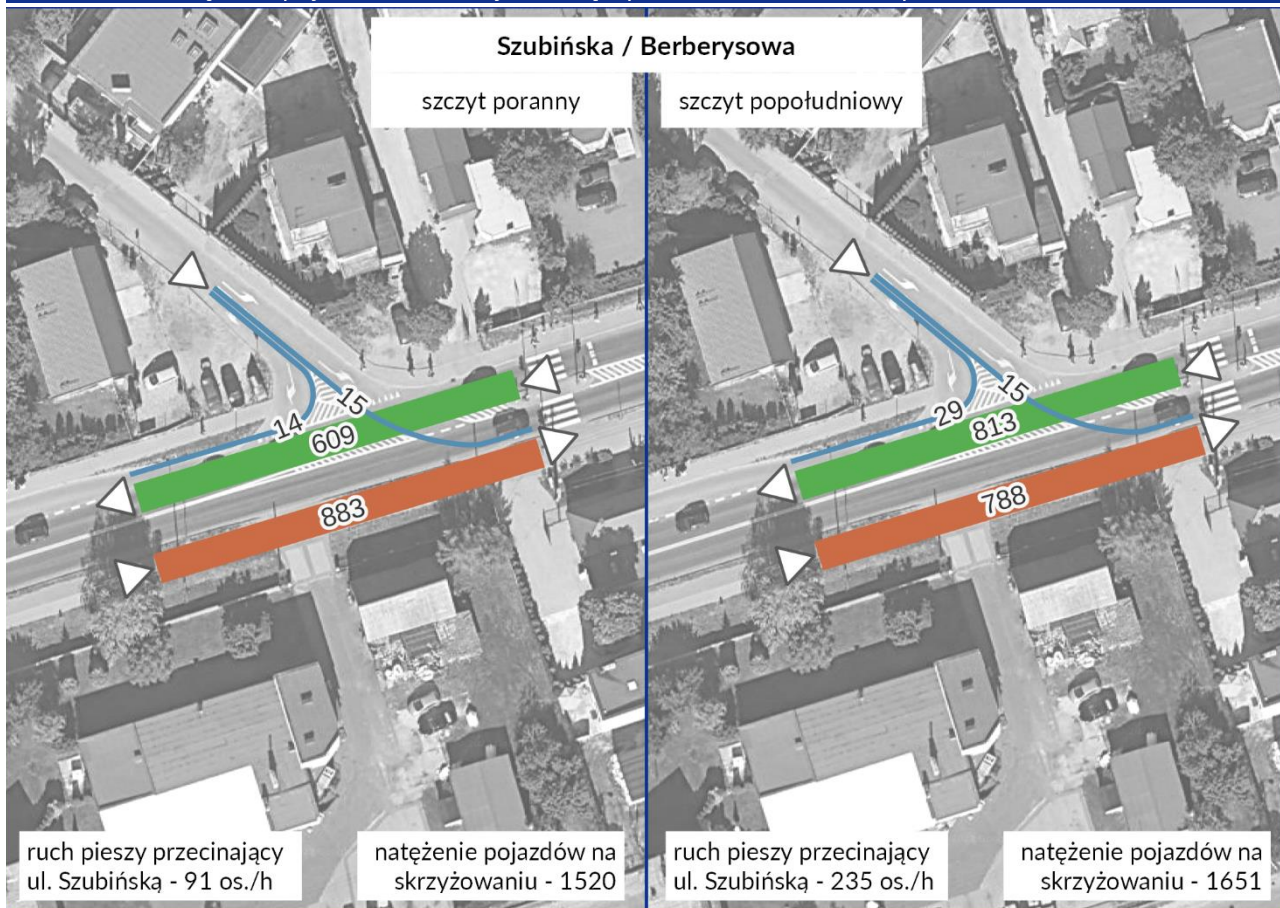 Szubińska / Berberysowa
szczyt poranny
szczyt popołudniowy
14
15
609
883
29
15
813
788
ruch pieszy przecinający
ul. Szubińską - 91 os./h
natężenie pojazdów na
skrzyżowaniu - 1520
ruch pieszy przecinający
ul. Szubińską - 235 os./h
natężenie pojazdów na
skrzyżowaniu - 1651